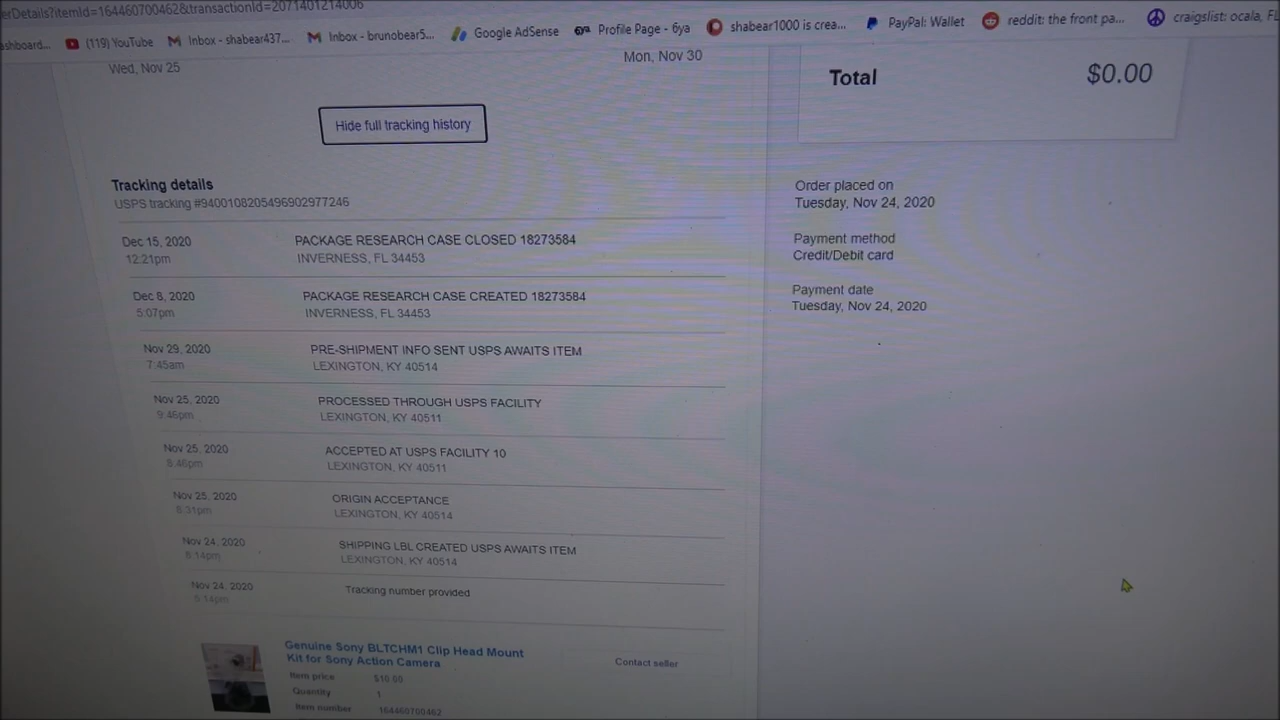 erDetails?itemId=164460700462&transactionId=2071401214006
ashboard...
(119) YouTube
Inbox - shabear437...
Inbox - brunobear5...
Google AdSense
Profile Page - 6ya
shabear1000 is crea...
PayPal: Wallet
reddit: the front pa...
craigslist: ocala, F
Wed, Nov 25
Mon, Nov 30
Hide full tracking history
Total
$0.00
Tracking details
USPS tracking #9400108205496902977246
Dec 15, 2020
PACKAGE RESEARCH CASE CLOSED 18273584
12:21pm
INVERNESS, FL 34453
Dec 8, 2020
PACKAGE RESEARCH CASE CREATED 18273584
5:07pm
INVERNESS, FL 34453
Nov 29, 2020
PRE-SHIPMENT INFO SENT USPS AWAITS ITEM
7:45am
LEXINGTON, KY 40514
Nov 25, 2020
PROCESSED THROUGH USPS FACILITY
9:46pm
LEXINGTON, KY 40511
Nov 25, 2020
ACCEPTED AT USPS FACILITY 10
8:46pm
LEXINGTON, KY 40511
Nov 25, 2020
ORIGIN ACCEPTANCE
LEXINGTON, KY 40514
Nov 24, 2020
SHIPPING LBL CREATED USPS AWAITS ITEM
LEXINGTON, KY 40514
Nov 24, 2020
Tracking number provided
Order placed on
Tuesday, Nov 24, 2020
Payment method
Credit/Debit card
Payment date
Tuesday, Nov 24, 2020
Genuine Sony BLTCHM1 Clip Head Mount
Kit for Sony Action Camera
Contact seller
Item price
$10.00
Quantity
1
Item number
164460700462